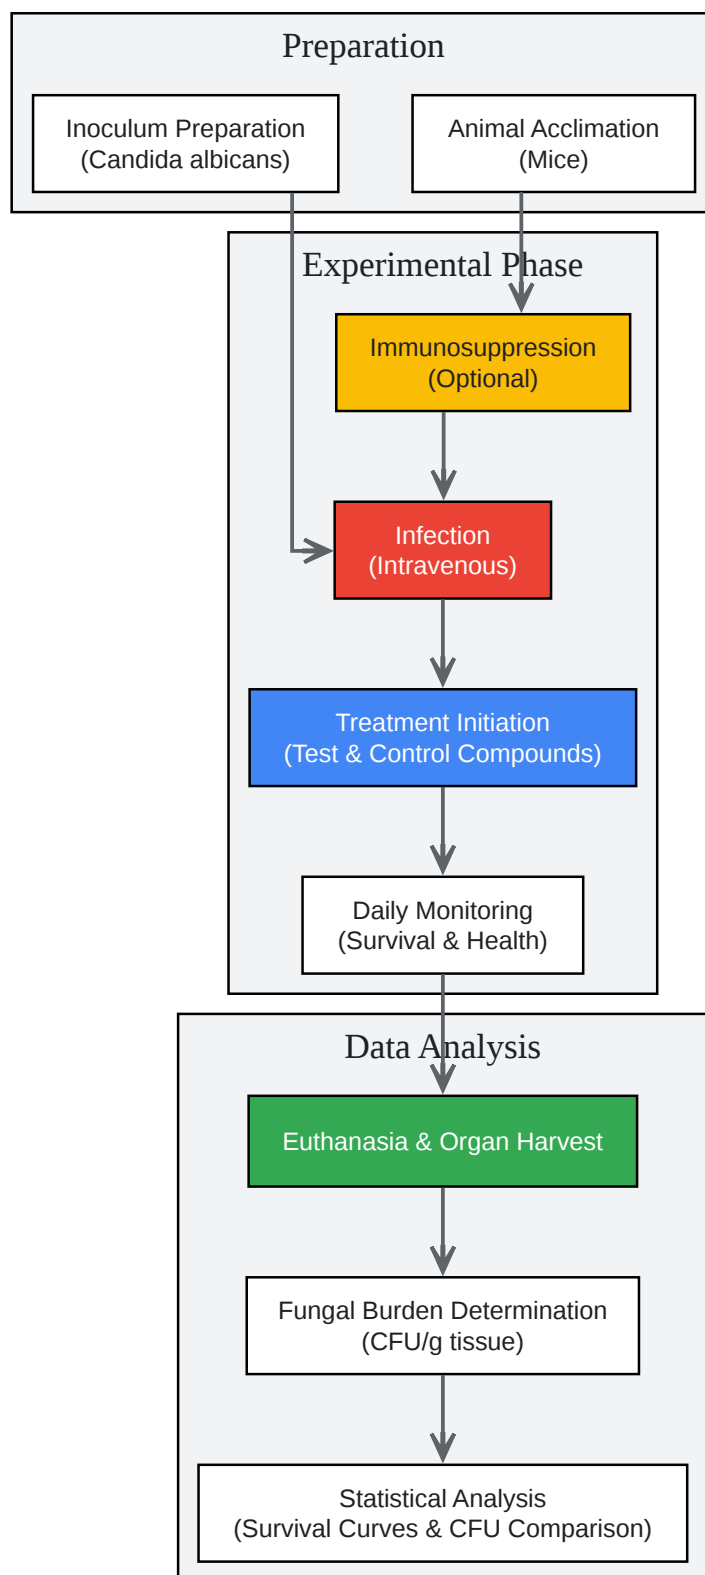 Preparation
Inoculum Preparation
(Candida albicans)
Animal Acclimation
(Mice)
Experimental Phase
Immunosuppression
(Optional)
Infection
(Intravenous)
Treatment Initiation
(Test & Control Compounds)
Daily Monitoring
(Survival & Health)
Data Analysis
Euthanasia & Organ Harvest
Fungal Burden Determination
(CFU/g tissue)
Statistical Analysis
(Survival Curves & CFU Comparison)